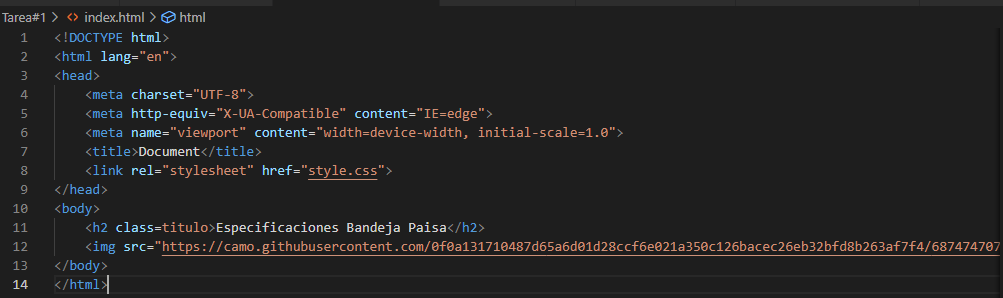 Tarea#1 > index.html > html
1 <!DOCTYPE html>
2 <html lang="en">
3 <head>
4 <meta charset="UTF-8">
5 <meta http-equiv="X-UA-Compatible" content="IE=edge">
6 <meta name="viewport" content="width=device-width, initial-scale=1.0">
7 <title>Document</title>
8 <link rel="stylesheet" href="style.css">
9 </head>
10 <body>
11 <h2 class=titulo>Especificaciones Bandeja Paisa</h2>
12 <img src="https://camo.githubusercontent.com/0f0a131710487d65a6d01d28ccf6e021a350c126bacec26eb32bfd8b263af7f4/687474707
13 </body>
14 </html>